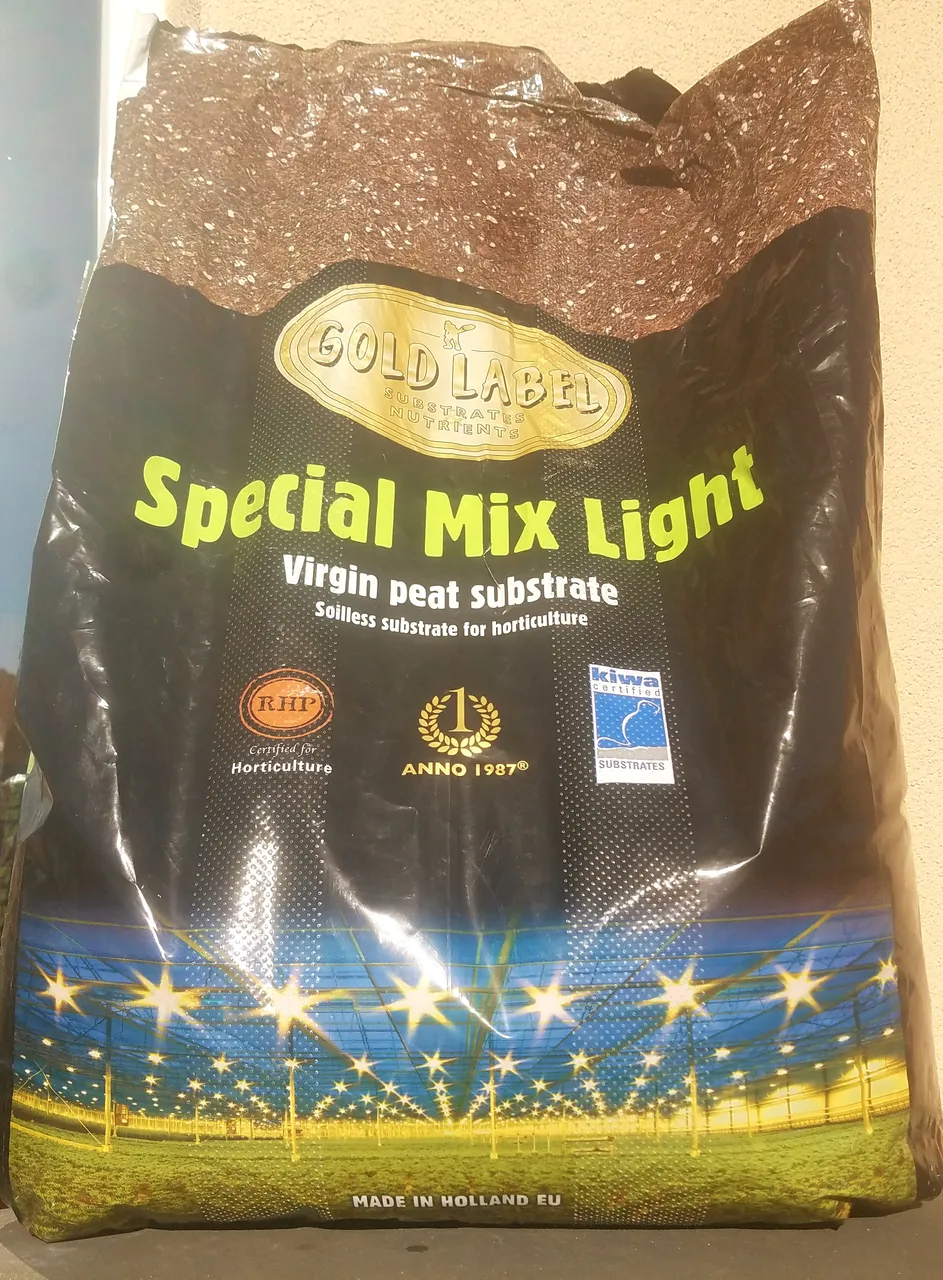 GOLD LABEL
SUBSTRATES
NUTRIENTS
Special Mix Light
Virgin peat substrate
Soilless substrate for horticulture
RHP
Certified for
Horticulture
1
ANNO 1987®
kiwa
certified
SUBSTRATES
MADE IN HOLLAND EU